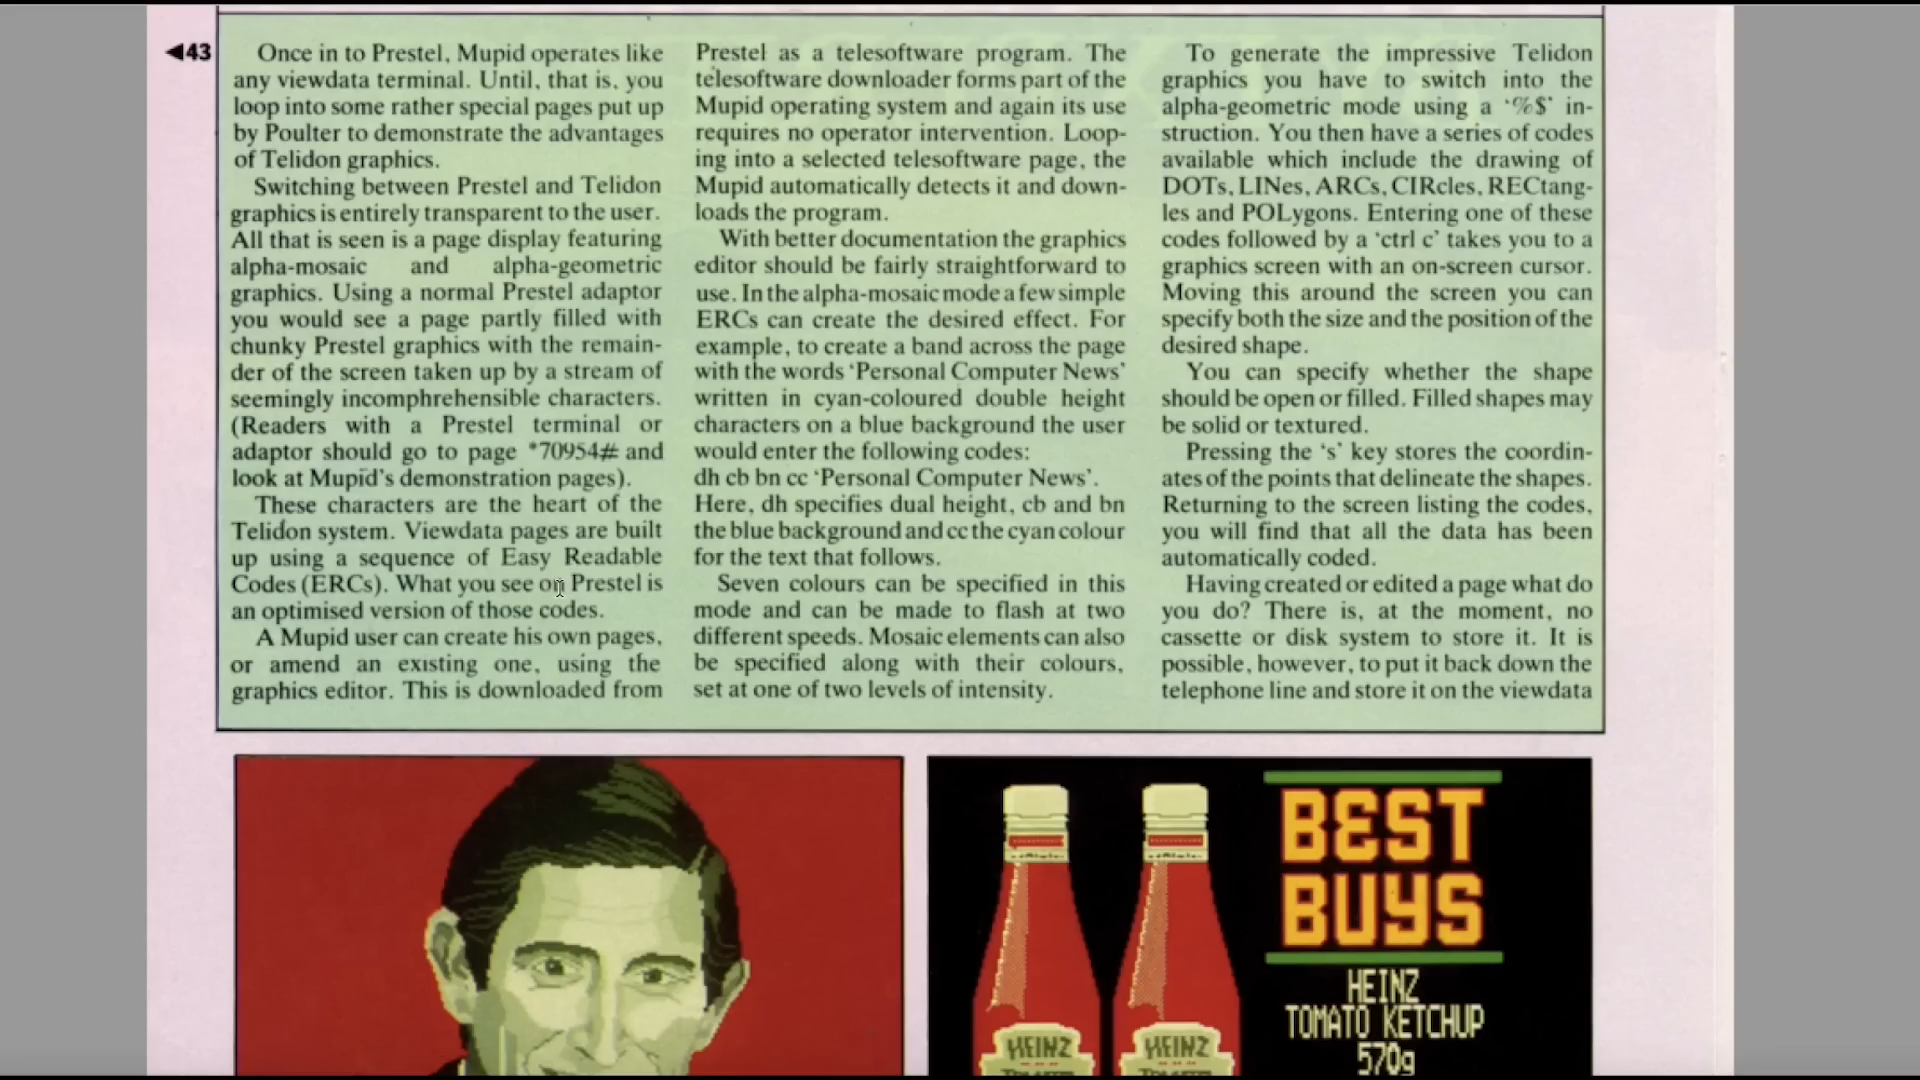 ◀43
Once in to Prestel, Mupid operates like
any viewdata terminal. Until, that is, you
loop into some rather special pages put up
by Poulter to demonstrate the advantages
of Telidon graphics.
Switching between Prestel and Telidon
graphics is entirely transparent to the user.
All that is seen is a page display featuring
alpha-mosaic and alpha-geometric
graphics. Using a normal Prestel adaptor
you would see a page partly filled with
chunky Prestel graphics with the remain-
der of the screen taken up by a stream of
seemingly incomphrehensible characters.
(Readers with a Prestel terminal or
adaptor should go to page *70954# and
look at Mupid's demonstration pages).
These characters are the heart of the
Telidon system. Viewdata pages are built
up using a sequence of Easy Readable
Codes (ERCs). What you see on Prestel is
an optimised version of those codes.
A Mupid user can create his own pages,
or amend an existing one, using the
graphics editor. This is downloaded from
Prestel as a telesoftware program. The
telesoftware downloader forms part of the
Mupid operating system and again its use
requires no operator intervention. Loop-
ing into a selected telesoftware page, the
Mupid automatically detects it and down-
loads the program.
With better documentation the graphics
editor should be fairly straightforward to
use. In the alpha-mosaic mode a few simple
ERCs can create the desired effect. For
example, to create a band across the page
with the words 'Personal Computer News'
written in cyan-coloured double height
characters on a blue background the user
would enter the following codes:
dh cb bn cc 'Personal Computer News'.
Here, dh specifies dual height, cb and bn
the blue background and cc the cyan colour
for the text that follows.
Seven colours can be specified in this
mode and can be made to flash at two
different speeds. Mosaic elements can also
be specified along with their colours,
set at one of two levels of intensity.
To generate the impressive Telidon
graphics you have to switch into the
alpha-geometric mode using a '%$' in-
struction. You then have a series of codes
available which include the drawing of
DOTs, LINes, ARCs, CIRcles, RECtang-
les and POLygons. Entering one of these
codes followed by a 'ctrl c' takes you to a
graphics screen with an on-screen cursor.
Moving this around the screen you can
specify both the size and the position of the
desired shape.
You can specify whether the shape
should be open or filled. Filled shapes may
be solid or textured.
Pressing the 's' key stores the coordin-
ates of the points that delineate the shapes.
Returning to the screen listing the codes,
you will find that all the data has been
automatically coded.
Having created or edited a page what do
you do? There is, at the moment, no
cassette or disk system to store it. It is
possible, however, to put it back down the
telephone line and store it on the viewdata
BEST
BUYS
HEINZ
TOMATO KETCHUP
570g
HEINZ
HEINZ